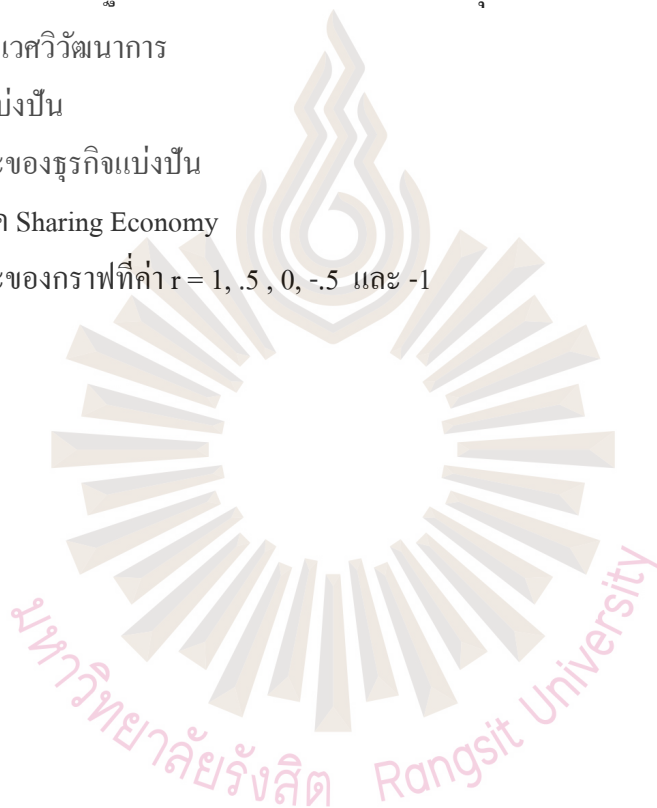 นเวศวิวัฒนาการ
บ่งปัน
ะของธุรกิจแบ่งปัน
ค Sharing Economy
ะของกราฟที่ค่า r = 1, .5 , 0, -.5 และ -1
มหาวิทยาลัยรังสิต Rangsit University